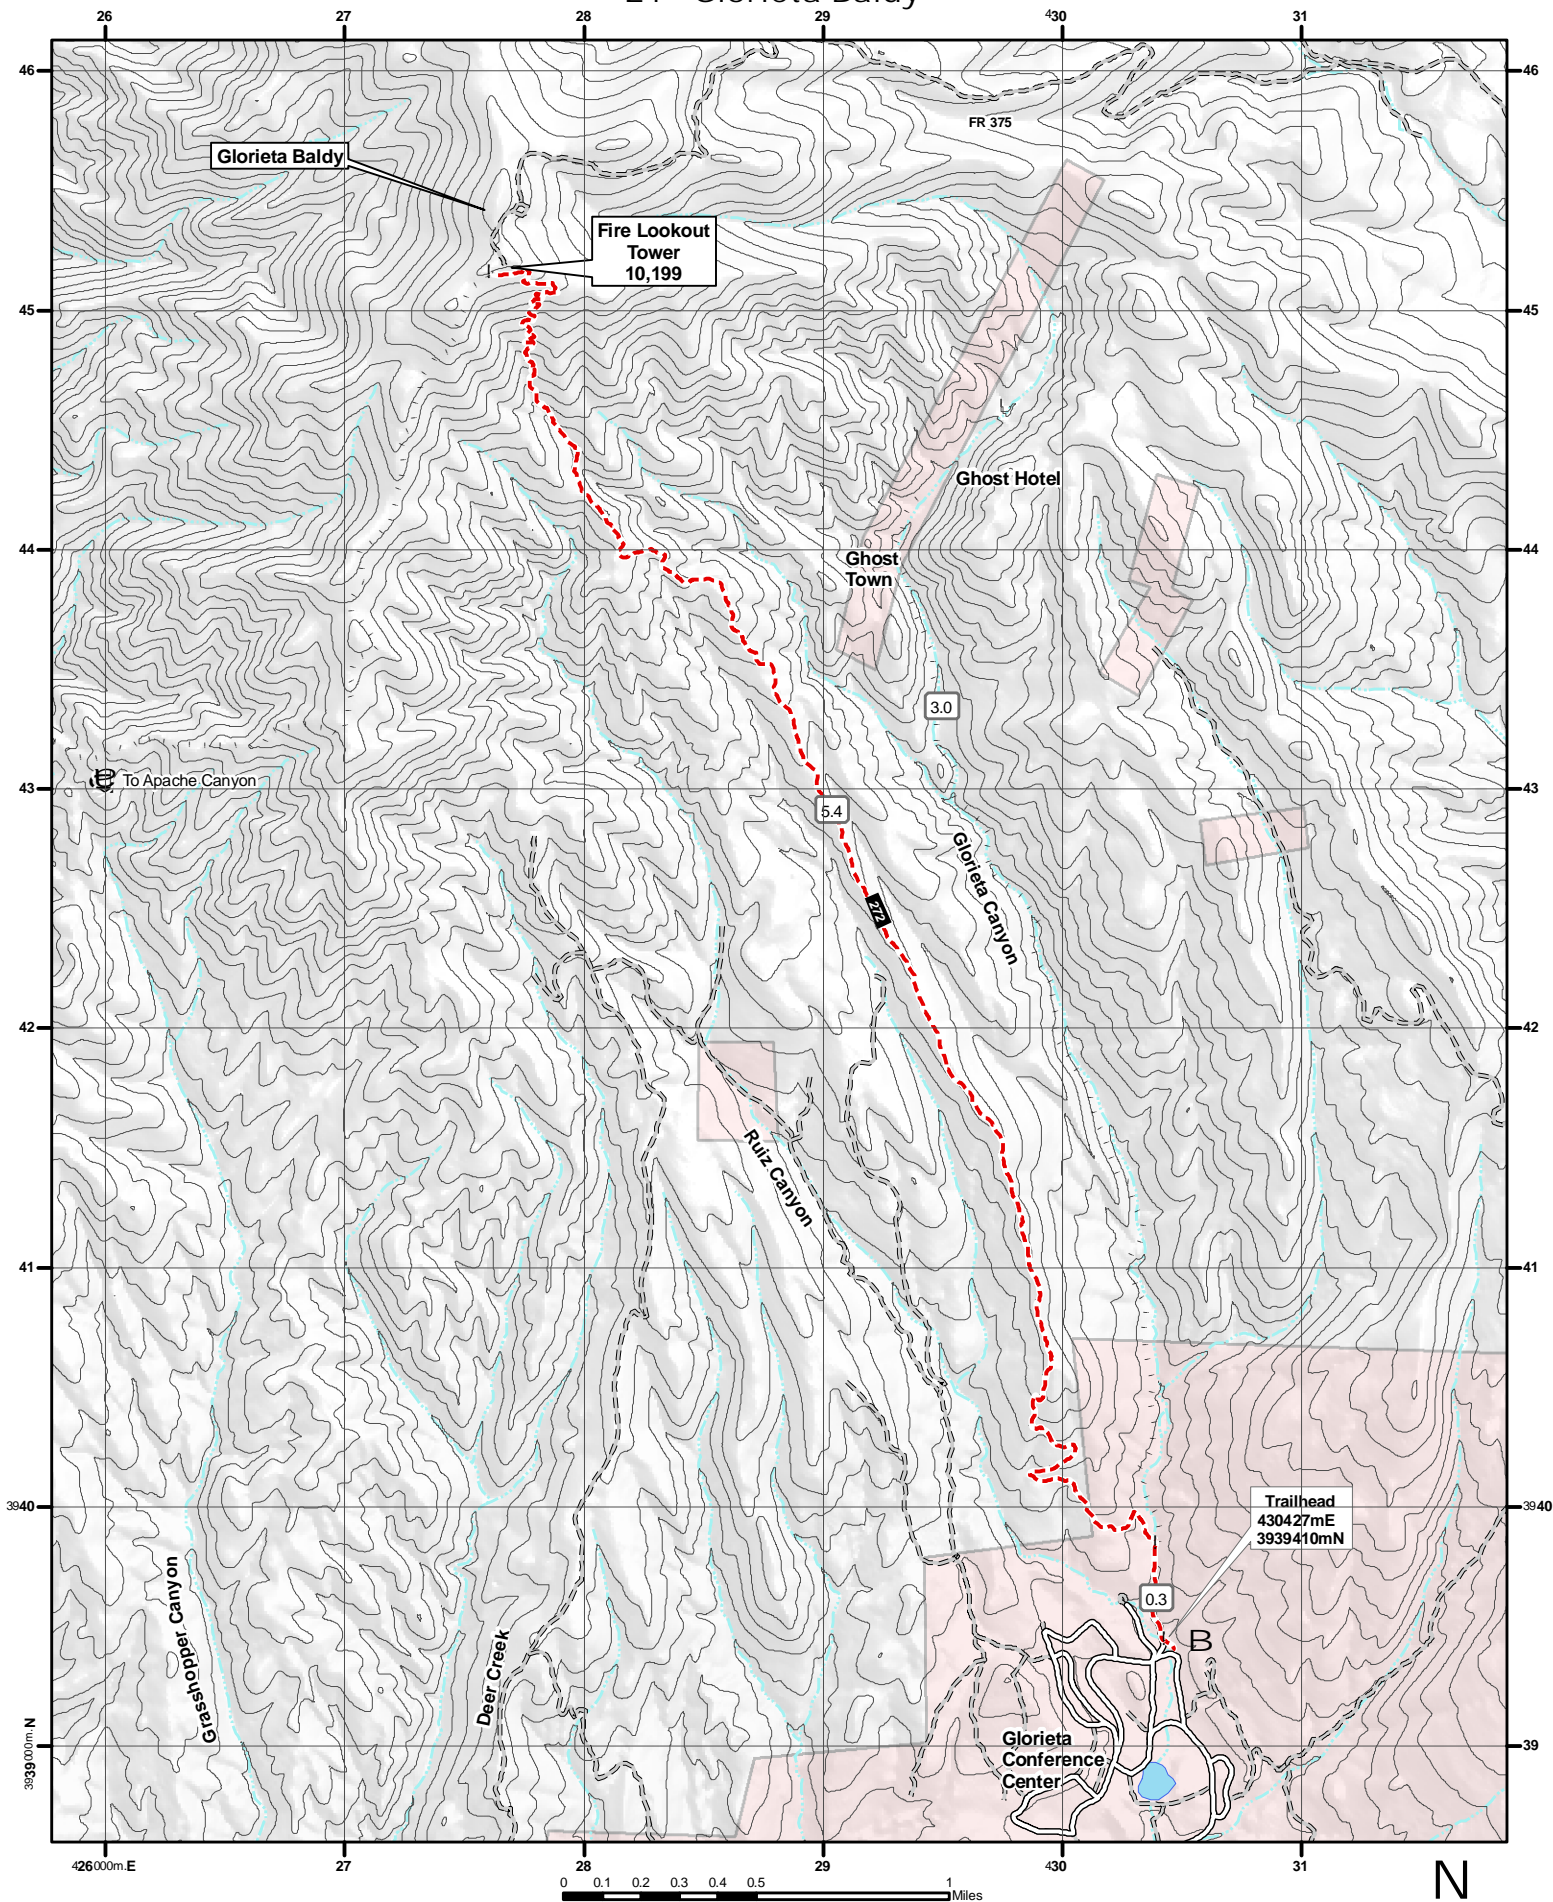 26 27 28 29 430 31
46 46
FR 375
Glorieta Baldy
Fire Lookout
Tower
10,199
45 45
Ghost Hotel
44 44
Ghost
Town
3.0
To Apache Canyon
43 43
5.4
Glorieta Canyon
272
42 42
Ruiz Canyon
41 41
3940 3940
Trailhead
430427mE
3939410mN
0.3
B
Grasshopper Canyon
Deer Creek
Glorieta
Conference
Center
3939000m.N 39
426000m.E 27 28 29 430 31
0 0.1 0.2 0.3 0.4 0.5 1
Miles
N